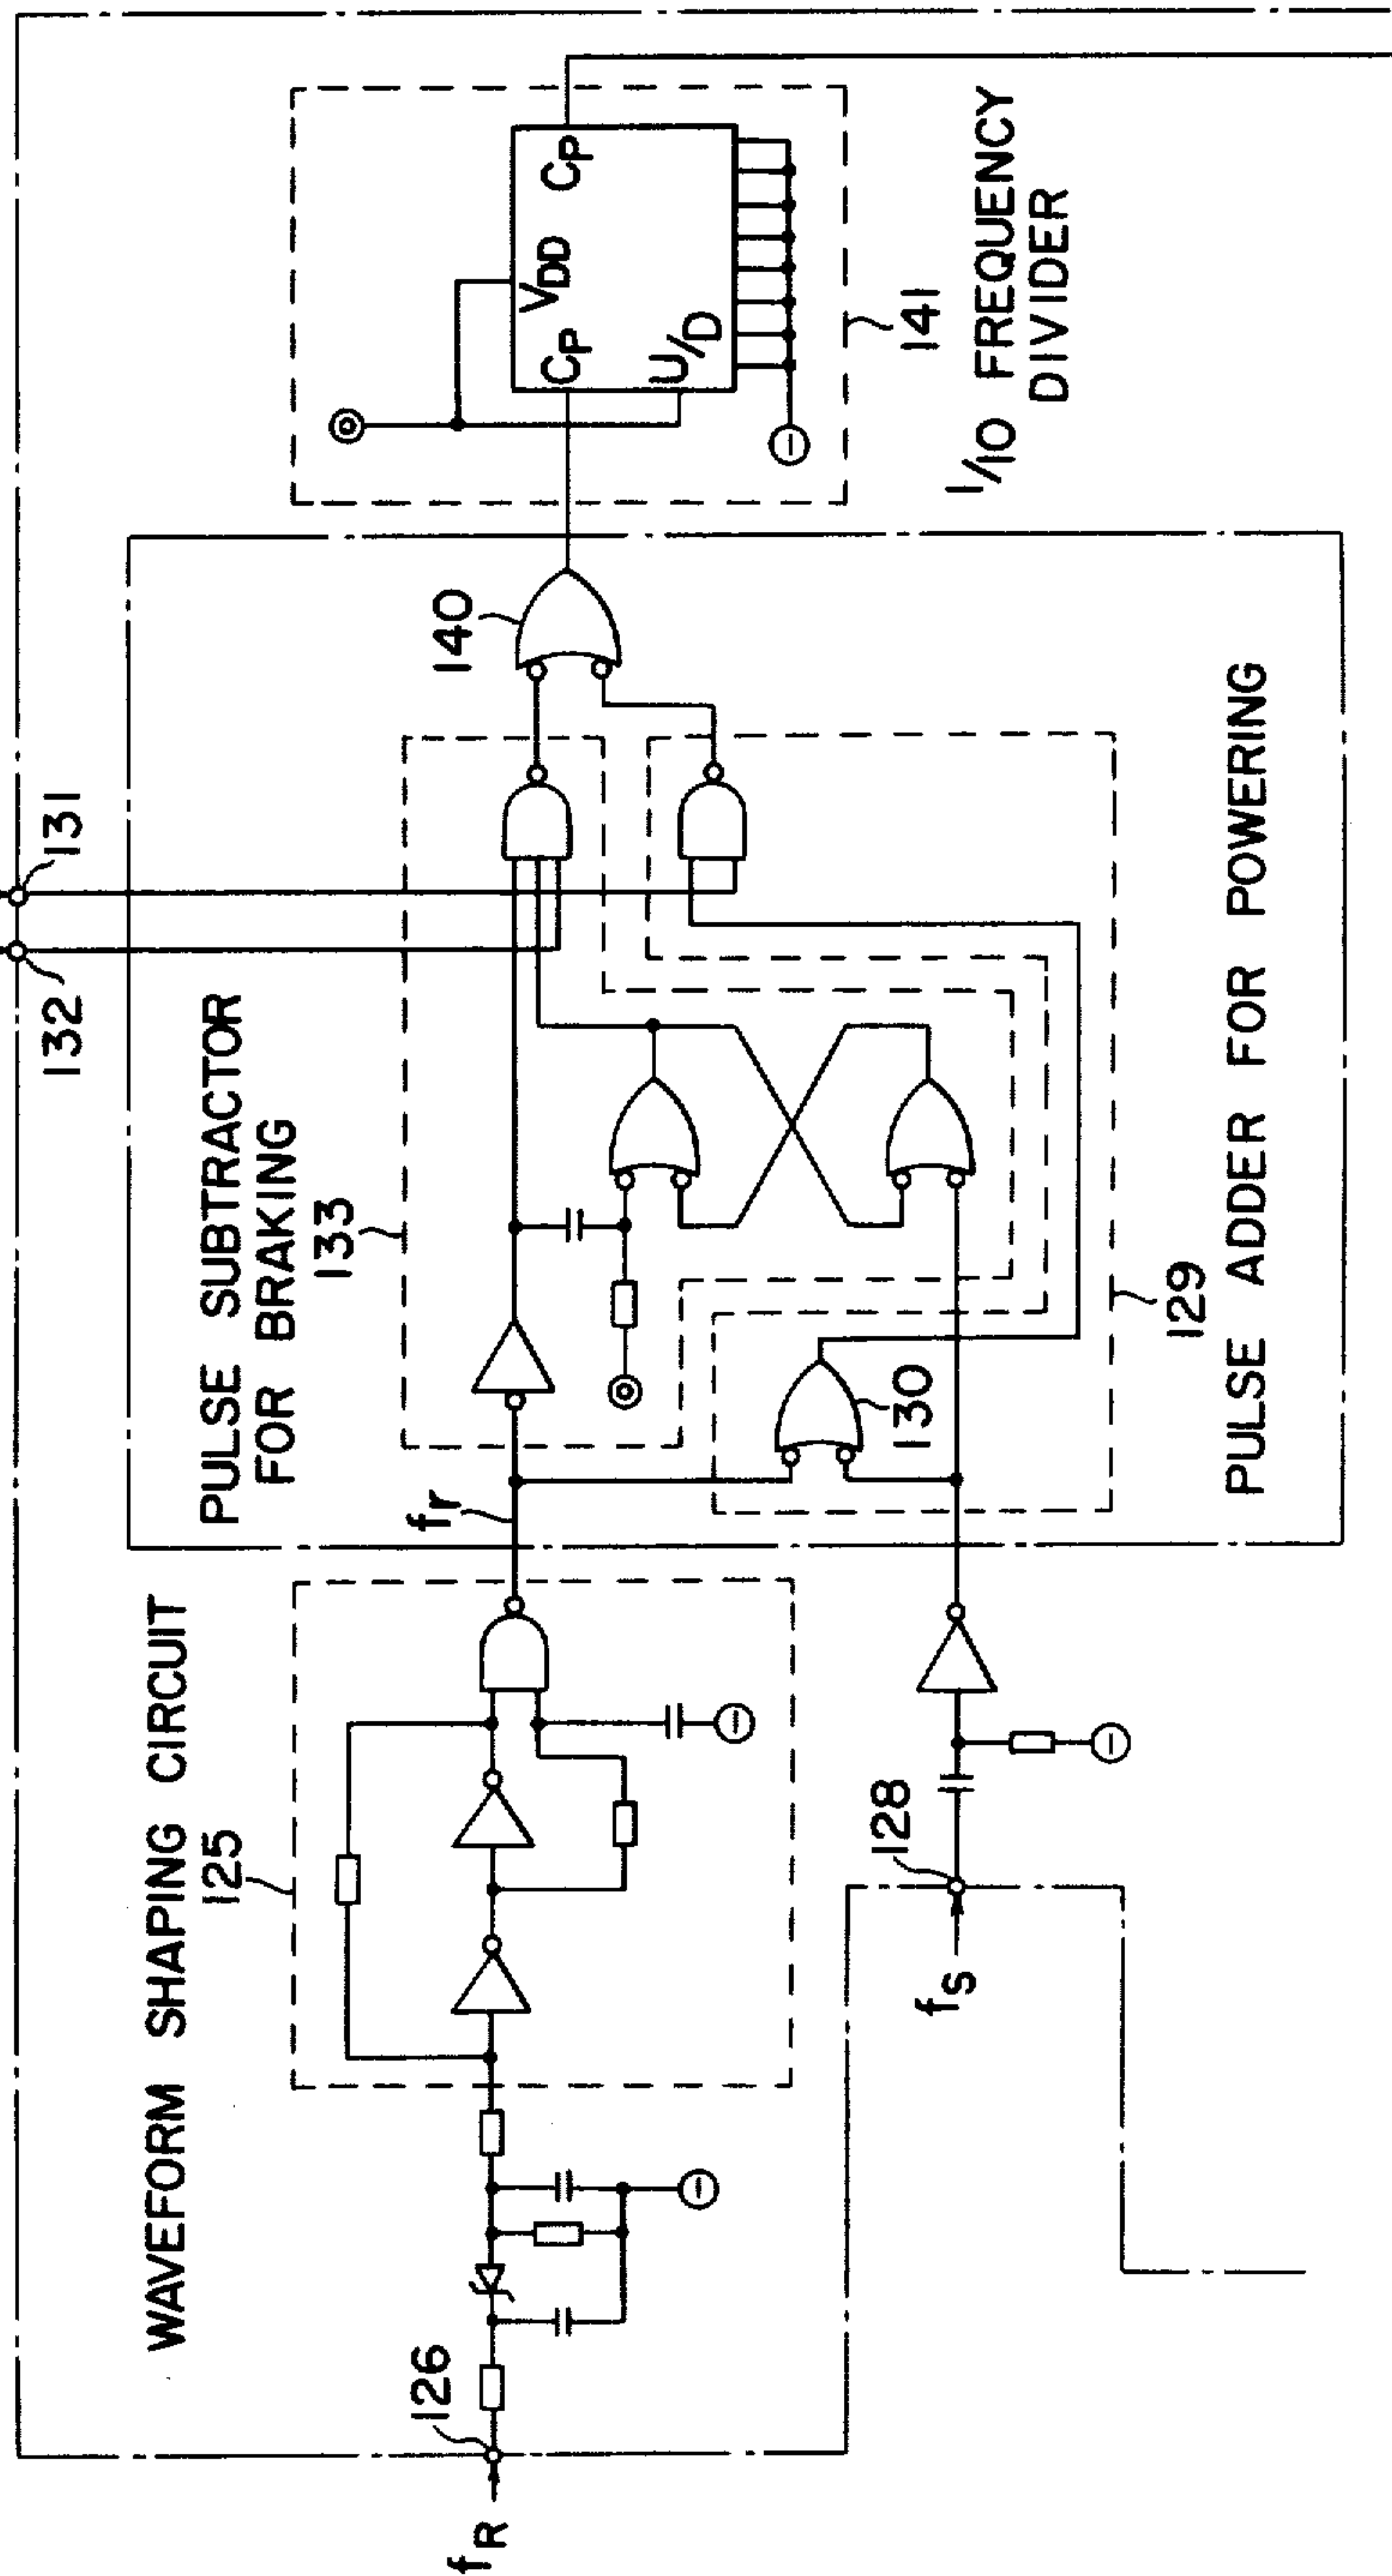 WAVEFORM SHAPING CIRCUIT
125
126
fR
128
fS
fr
PULSE SUBTRACTOR
FOR BRAKING
133
132
131
130
129
PULSE ADDER FOR POWERING
140
CP
VDD
CP
U/D
141
1/10 FREQUENCY
DIVIDER